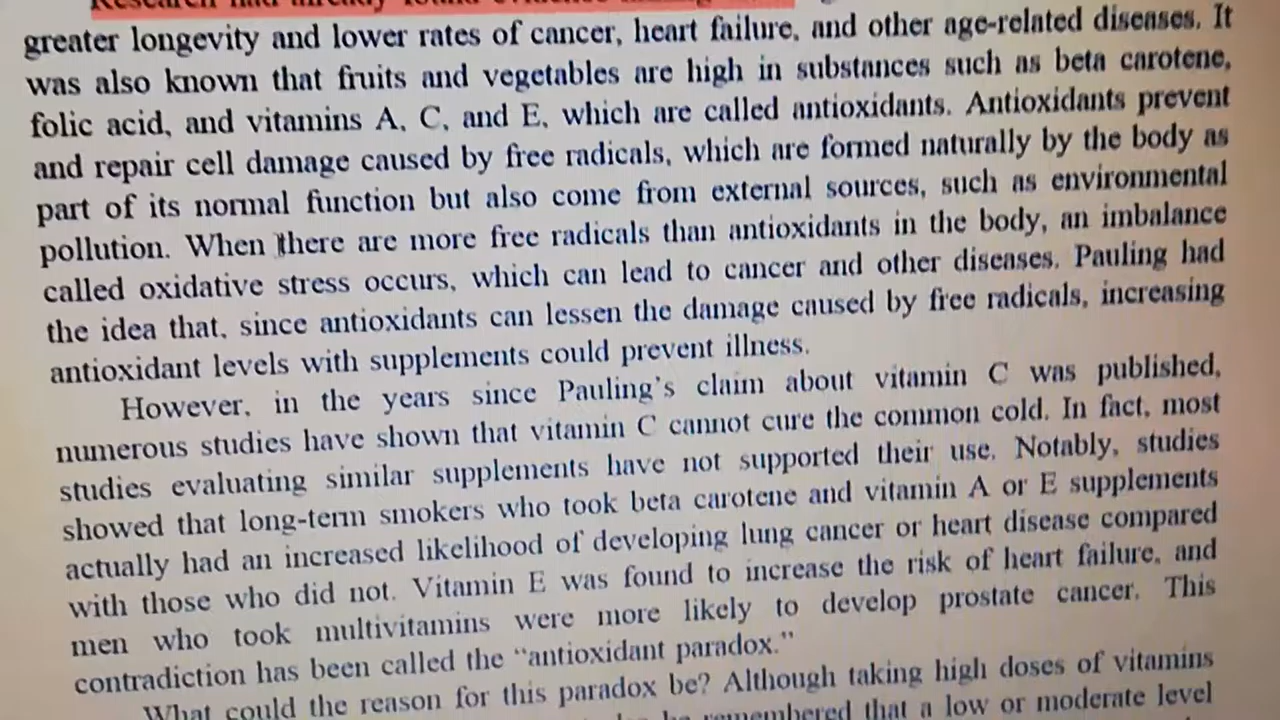 Research had already found evidence
greater longevity and lower rates of cancer, heart failure, and other age-related diseases. It
was also known that fruits and vegetables are high in substances such as beta carotene,
folic acid, and vitamins A, C, and E, which are called antioxidants. Antioxidants prevent
and repair cell damage caused by free radicals, which are formed naturally by the body as
part of its normal function but also come from external sources, such as environmental
pollution. When there are more free radicals than antioxidants in the body, an imbalance
called oxidative stress occurs, which can lead to cancer and other diseases. Pauling had
the idea that, since antioxidants can lessen the damage caused by free radicals, increasing
antioxidant levels with supplements could prevent illness.
However, in the years since Pauling's claim about vitamin C was published,
numerous studies have shown that vitamin C cannot cure the common cold. In fact, most
studies evaluating similar supplements have not supported their use. Notably, studies
showed that long-term smokers who took beta carotene and vitamin A or E supplements
actually had an increased likelihood of developing lung cancer or heart disease compared
with those who did not. Vitamin E was found to increase the risk of heart failure, and
men who took multivitamins were more likely to develop prostate cancer. This
contradiction has been called the “antioxidant paradox.”
What could the reason for this paradox be? Although taking high doses of vitamins
be remembered that a low or moderate level